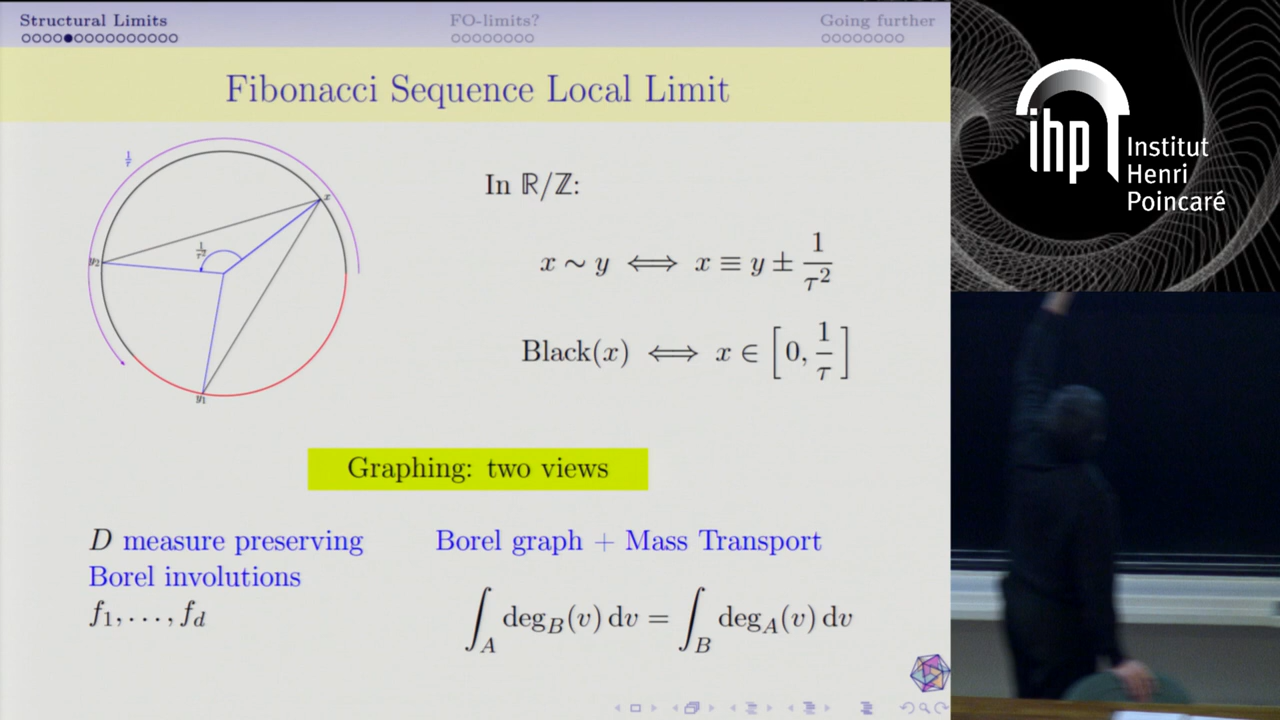 Structural Limits
FO-limits?
Going further
Fibonacci Sequence Local Limit
1/τ
x
1/τ²
y₂
y₁
In ℝ/ℤ:
x ∼ y ⟺ x ≡ y ± 1/τ²
Black(x) ⟺ x ∈ [0, 1/τ]
Graphing: two views
D measure preserving
Borel involutions
f₁, . . . , f_d
Borel graph + Mass Transport
∫_A deg_B(v) dv = ∫_B deg_A(v) dv
ihp
Institut
Henri
Poincaré